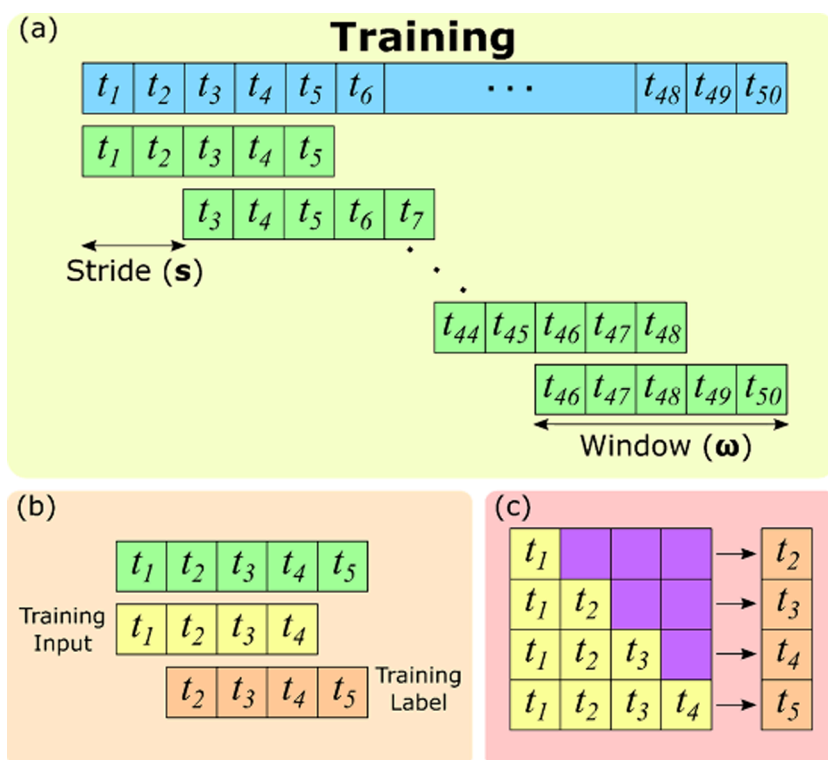 (a)
Training
t1 t2 t3 t4 t5 t6 ... t48 t49 t50
t1 t2 t3 t4 t5
t3 t4 t5 t6 t7
Stride (s)
t44 t45 t46 t47 t48
t46 t47 t48 t49 t50
Window (ω)
(b)
t1 t2 t3 t4 t5
Training
Input
t1 t2 t3 t4
t2 t3 t4 t5
Training
Label
(c)
t1 t2
t1 t2 t3
t1 t2 t3 t4
t1 t2 t3 t4 t5